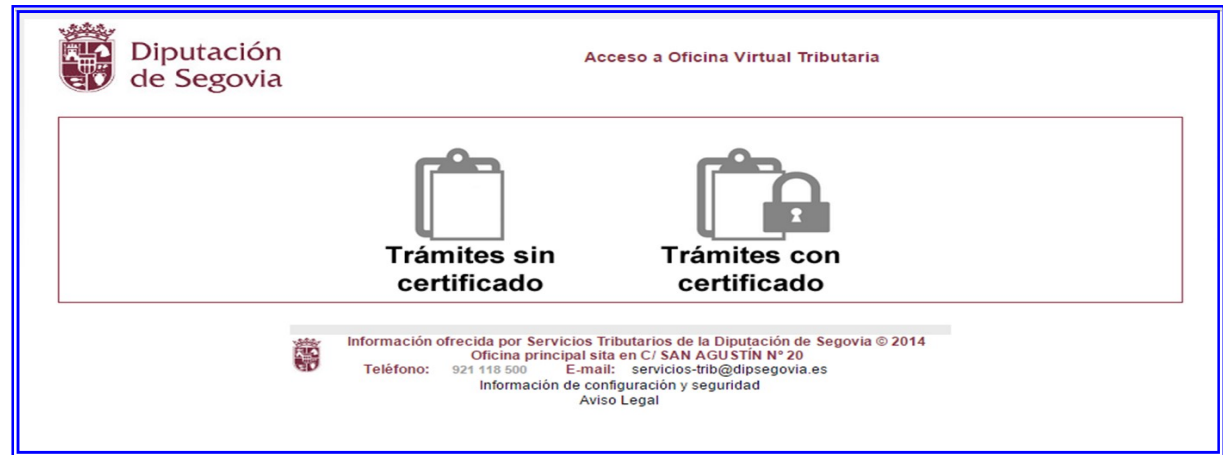 Diputación
de Segovia
Acceso a Oficina Virtual Tributaria
Trámites sin
certificado
Trámites con
certificado
Información ofrecida por Servicios Tributarios de la Diputación de Segovia © 2014
Oficina principal sita en C/ SAN AGUSTÍN Nº 20
Teléfono: 921 118 500 E-mail: servicios-trib@dipsegovia.es
Información de configuración y seguridad
Aviso Legal